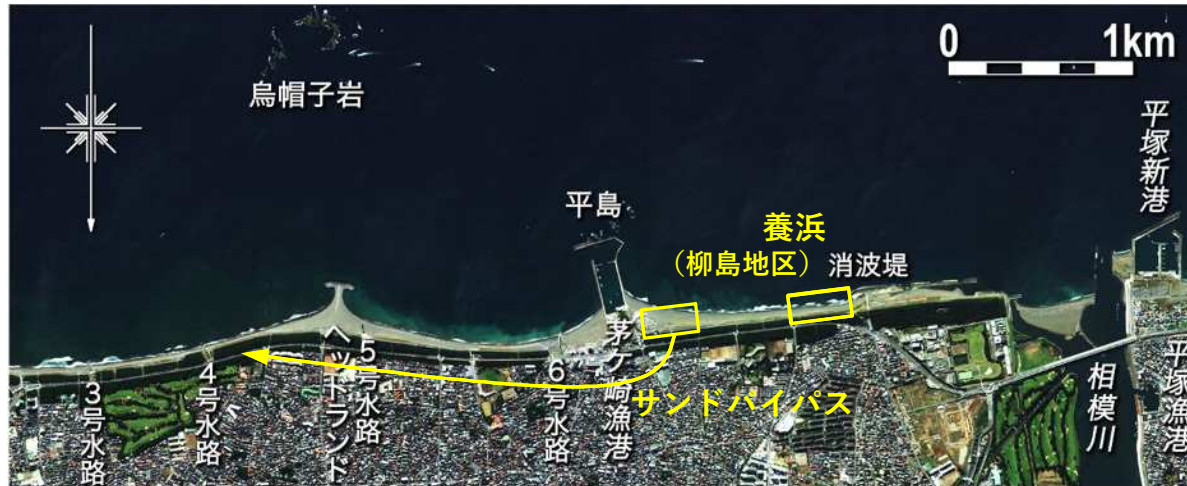 0 1km
烏帽子岩
平塚新港
平島
養浜
（柳島地区）
消波堤
3号水路
4号水路
ヘッドランド
5号水路
6号水路
茅ケ崎漁港
サンドバイパス
相模川
平塚漁港